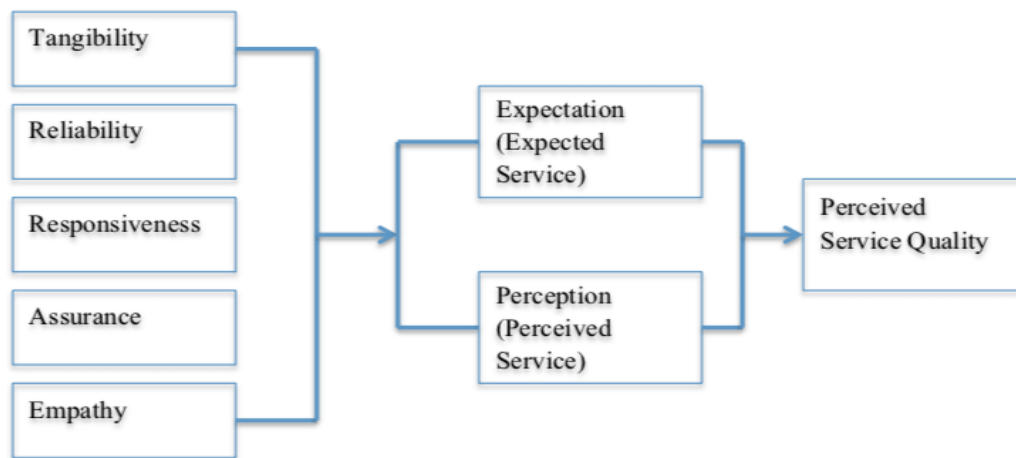 Tangibility
Reliability
Responsiveness
Assurance
Empathy
Expectation
(Expected
Service)
Perception
(Perceived
Service)
Perceived
Service Quality